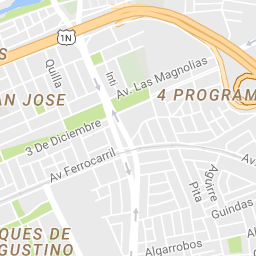 S
1N
Quilla
Int
Av- Las Magnolias
AN JOSE
4 PROGRAM
3 De Diciembre
Av Ferrocarril
Aguirre
Pita
Guindas
QUES DE
GUSTINO
Algarrobos